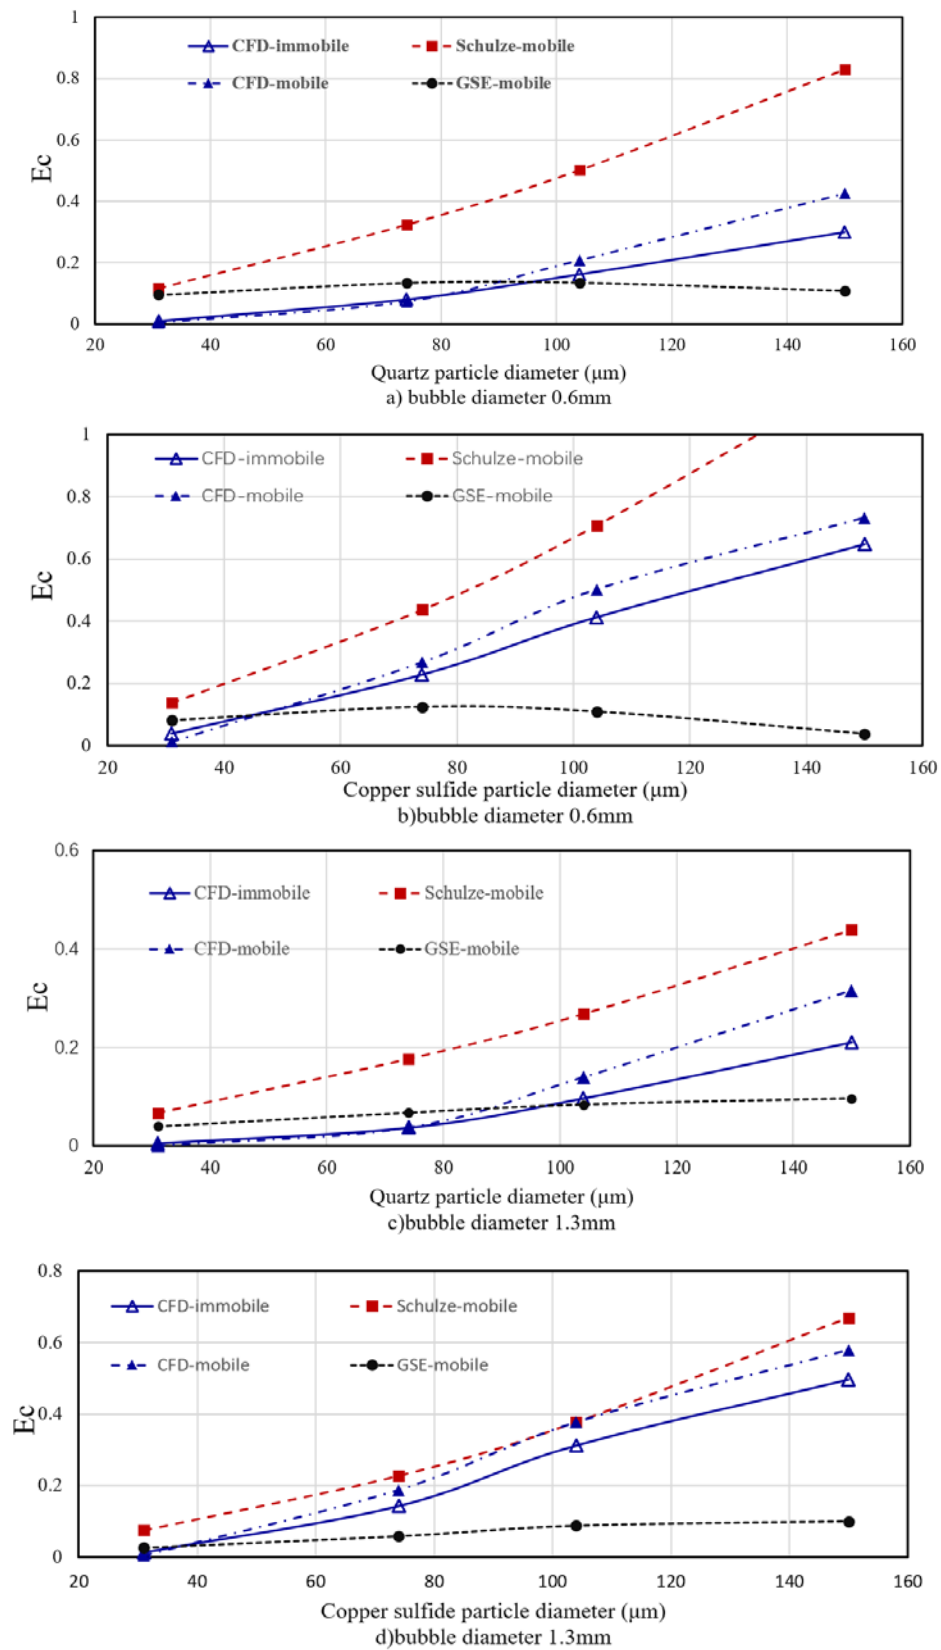 1
CFD-immobile Schulze-mobile
0.8
CFD-mobile GSE-mobile
0.6
Ec
0.4
0.2
0
20 40 60 80 100 120 140 160
Quartz particle diameter (μm)
a) bubble diameter 0.6mm
1
CFD-immobile Schulze-mobile
0.8
CFD-mobile GSE-mobile
0.6
Ec
0.4
0.2
0
20 40 60 80 100 120 140 160
Copper sulfide particle diameter (μm)
b)bubble diameter 0.6mm
0.6
CFD-immobile Schulze-mobile
CFD-mobile GSE-mobile
0.4
Ec
0.2
0
20 40 60 80 100 120 140 160
Quartz particle diameter (μm)
c)bubble diameter 1.3mm
0.8
CFD-immobile Schulze-mobile
0.6
CFD-mobile GSE-mobile
Ec
0.4
0.2
0
20 40 60 80 100 120 140 160
Copper sulfide particle diameter (μm)
d)bubble diameter 1.3mm